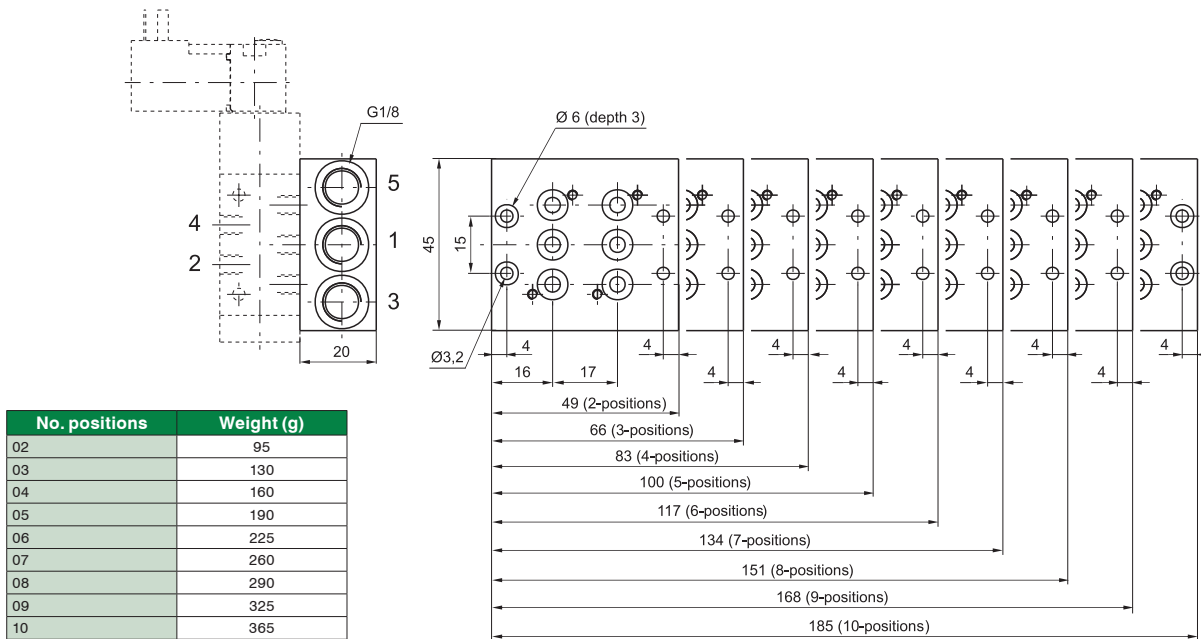 G1/8
5
4
1
2
3
20
Ø 6 (depth 3)
45
15
Ø3,2
4
4
4
4
4
4
4
4
4
4
16
17
49 (2-positions)
66 (3-positions)
83 (4-positions)
100 (5-positions)
117 (6-positions)
134 (7-positions)
151 (8-positions)
168 (9-positions)
185 (10-positions)
No. positions Weight (g)
02 95
03 130
04 160
05 190
06 225
07 260
08 290
09 325
10 365